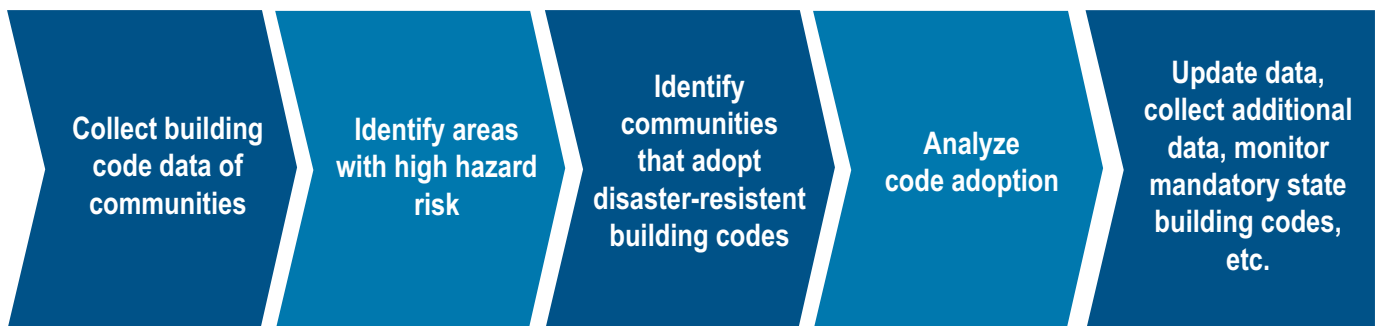 Collect building
code data of
communities
Identify areas
with high hazard
risk
Identify
communities
that adopt
disaster-resistent
building codes
Analyze
code adoption
Update data,
collect additional
data, monitor
mandatory state
building codes,
etc.